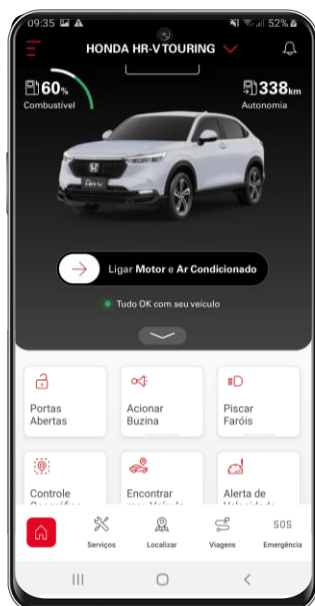 09:35
52%
HONDA HR-V TOURING
60%
Combustível
338km
Autonomia
Ligar Motor e Ar Condicionado
Tudo OK com seu veículo
Portas
Abertas
Acionar
Buzina
Piscar
Faróis
Controle
Encontrar
Alerta de
Serviços
Localizar
Viagens
SOS
Emergência